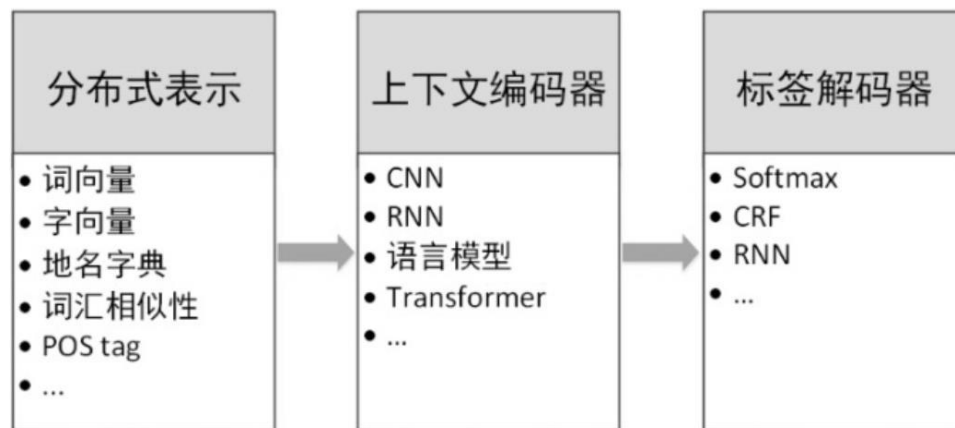 分布式表示
• 词向量
• 字向量
• 地名字典
• 词汇相似性
• POS tag
• ...
上下文编码器
• CNN
• RNN
• 语言模型
• Transformer
• ...
标签解码器
• Softmax
• CRF
• RNN
• ...